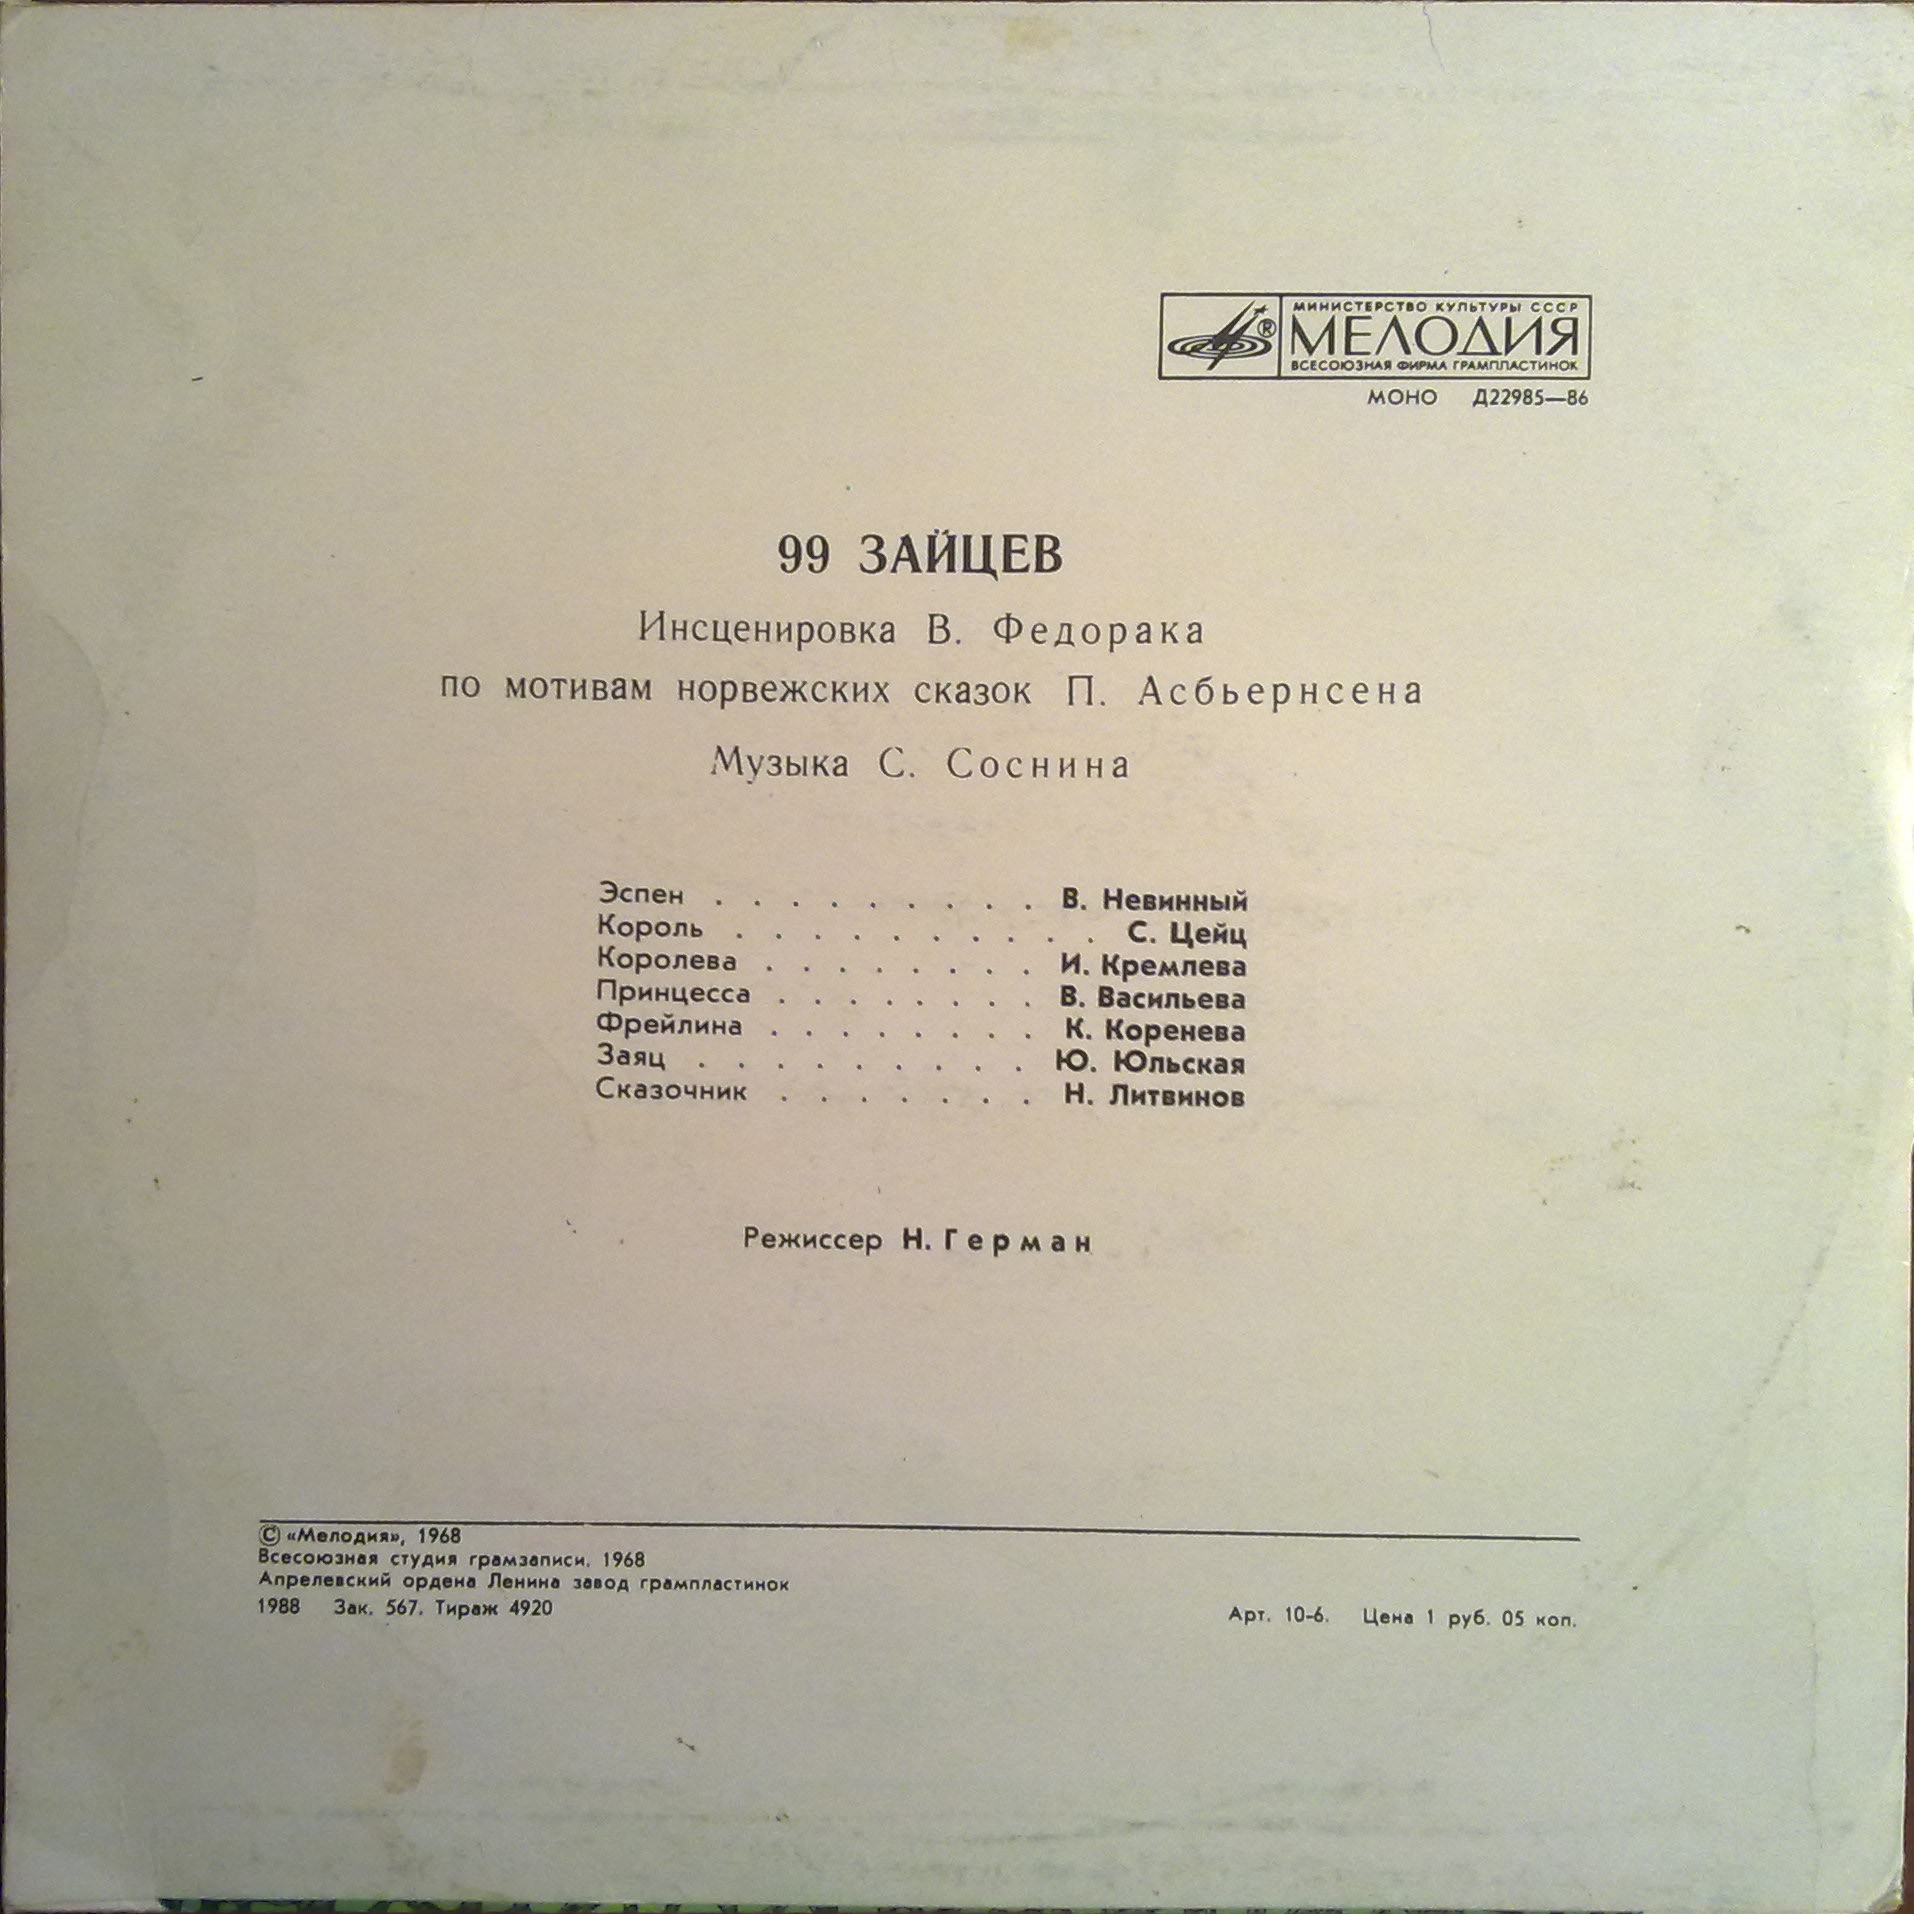 МИНИСТЕРСТВО КУЛЬТУРЫ СССР
МЕЛОДИЯ
®
ВСЕСОЮЗНАЯ ФИРМА ГРАМПЛАСТИНОК
МОНО Д22985—86
99 ЗАЙЦЕВ
Инсценировка В. Федорака
по мотивам норвежских сказок П. Асбьернсена
Музыка С. Соснина
Эспен . . . . . . . . . В. Невинный
Король . . . . . . . . . . С. Цейц
Королева . . . . . . . . И. Кремлева
Принцесса . . . . . . . . В. Васильева
Фрейлина . . . . . . . . К. Коренева
Заяц . . . . . . . . . Ю. Юльская
Сказочник . . . . . . . Н. Литвинов
Режиссер Н. Герман
© «Мелодия», 1968
Всесоюзная студия грамзаписи. 1968
Апрелевский ордена Ленина завод грампластинок
1988 Зак. 567. Тираж 4920
Арт. 10-6. Цена 1 руб. 05 коп.